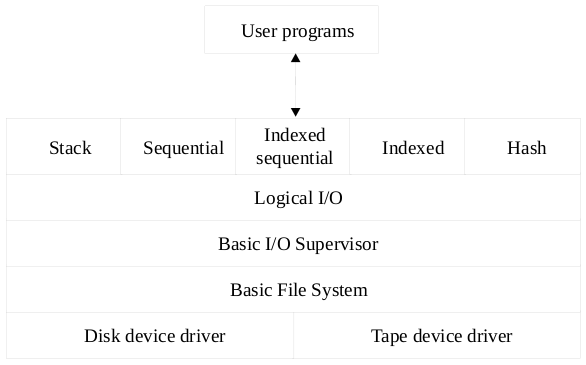 User programs
Stack
Sequential
Indexed
sequential
Indexed
Hash
Logical I/O
Basic I/O Supervisor
Basic File System
Disk device driver
Tape device driver